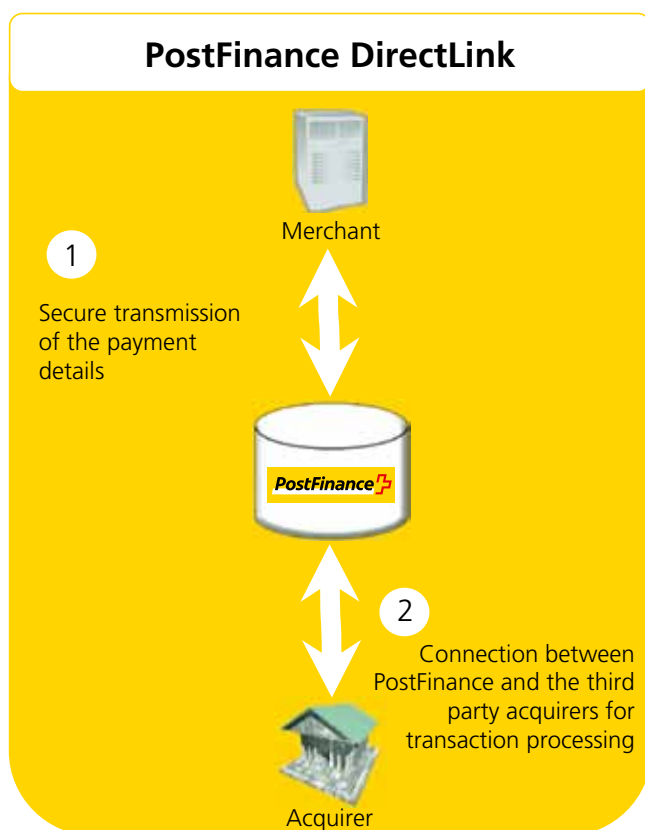 PostFinance DirectLink
Merchant
1
Secure transmission
of the payment
details
PostFinance
2
Connection between
PostFinance and the third
party acquirers for
transaction processing
Acquirer